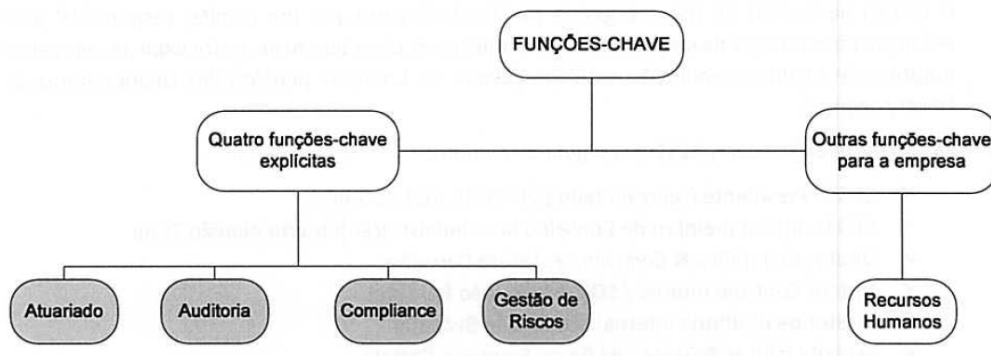 FUNÇÕES-CHAVE
Quatro funções-chave
explícitas
Outras funções-chave
para a empresa
Atuariado
Auditoria
Compliance
Gestão de
Riscos
Recursos
Humanos